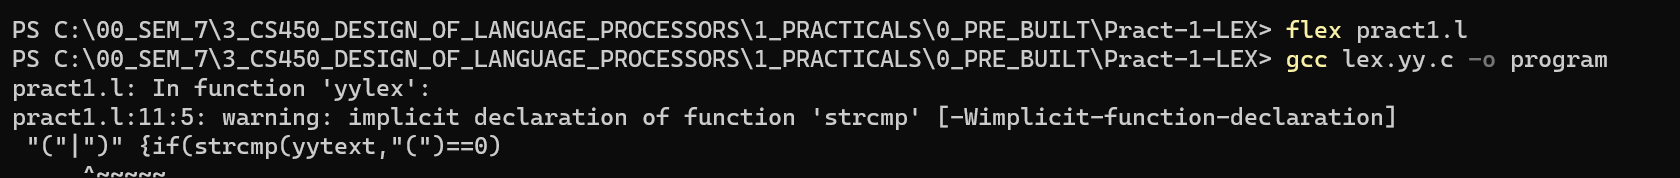 PS C:\00_SEM_7\3_CS450_DESIGN_OF_LANGUAGE_PROCESSORS\1_PRACTICALS\0_PRE_BUILT\Pract-1-LEX> flex pract1.l
PS C:\00_SEM_7\3_CS450_DESIGN_OF_LANGUAGE_PROCESSORS\1_PRACTICALS\0_PRE_BUILT\Pract-1-LEX> gcc lex.yy.c -o program
pract1.l: In function 'yylex':
pract1.l:11:5: warning: implicit declaration of function 'strcmp' [-Wimplicit-function-declaration]
 "("|")" {if(strcmp(yytext,"(")==0)
     ^~~~~~